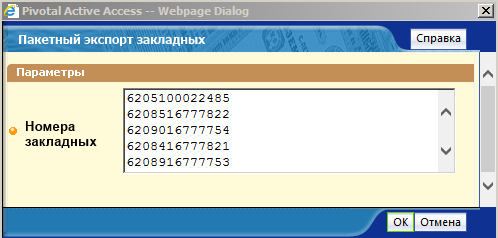 Pivotal Active Access -- Webpage Dialog
Пакетный экспорт закладных
Справка
Параметры
Номера
закладных
6205100022485
6208516777822
6209016777754
6208416777821
6208916777753
OK
Отмена